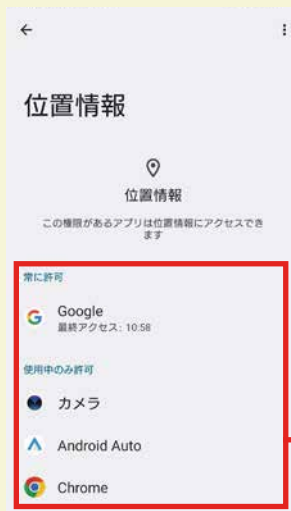 位置情報
位置情報
この権限があるアプリは位置情報にアクセスでき
ます
常に許可
Google
最終アクセス: 10:58
使用中のみ許可
カメラ
Android Auto
Chrome